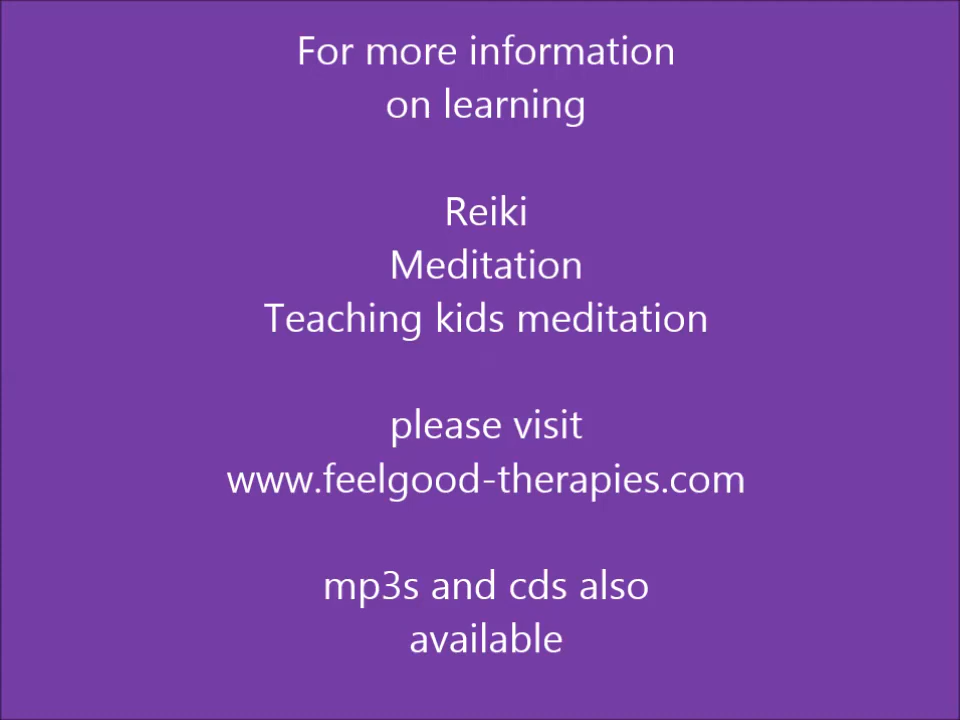 For more information
on learning
Reiki
Meditation
Teaching kids meditation
please visit
www.feelgood-therapies.com
mp3s and cds also
available